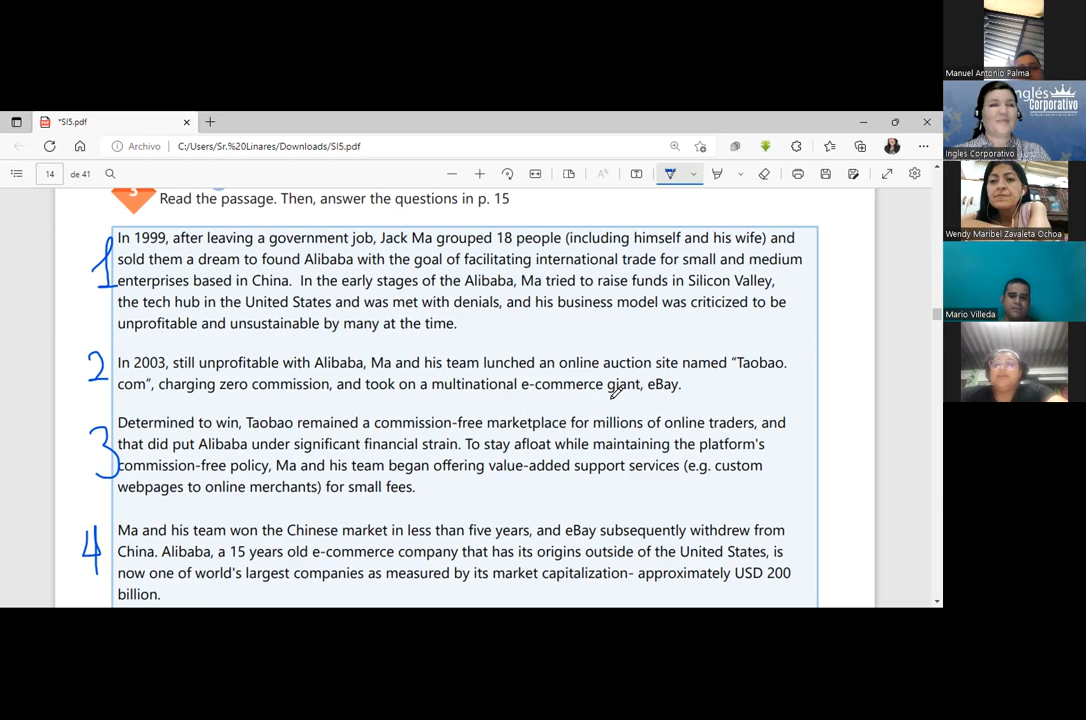 *SI5.pdf
Archivo
C:/Users/Sr.%20Linares/Downloads/SI5.pdf
14
de 41
3
Read the passage. Then, answer the questions in p. 15
1
In 1999, after leaving a government job, Jack Ma grouped 18 people (including himself and his wife) and
sold them a dream to found Alibaba with the goal of facilitating international trade for small and medium
enterprises based in China. In the early stages of the Alibaba, Ma tried to raise funds in Silicon Valley,
the tech hub in the United States and was met with denials, and his business model was criticized to be
unprofitable and unsustainable by many at the time.
2
In 2003, still unprofitable with Alibaba, Ma and his team lunched an online auction site named “Taobao.
com”, charging zero commission, and took on a multinational e-commerce giant, eBay.
3
Determined to win, Taobao remained a commission-free marketplace for millions of online traders, and
that did put Alibaba under significant financial strain. To stay afloat while maintaining the platform's
commission-free policy, Ma and his team began offering value-added support services (e.g. custom
webpages to online merchants) for small fees.
4
Ma and his team won the Chinese market in less than five years, and eBay subsequently withdrew from
China. Alibaba, a 15 years old e-commerce company that has its origins outside of the United States, is
now one of world's largest companies as measured by its market capitalization- approximately USD 200
billion.
Manuel Antonio Palma
Inglés
Corporativo
Ingles Corporativo
Wendy Maribel Zavaleta Ochoa
Mario Villeda